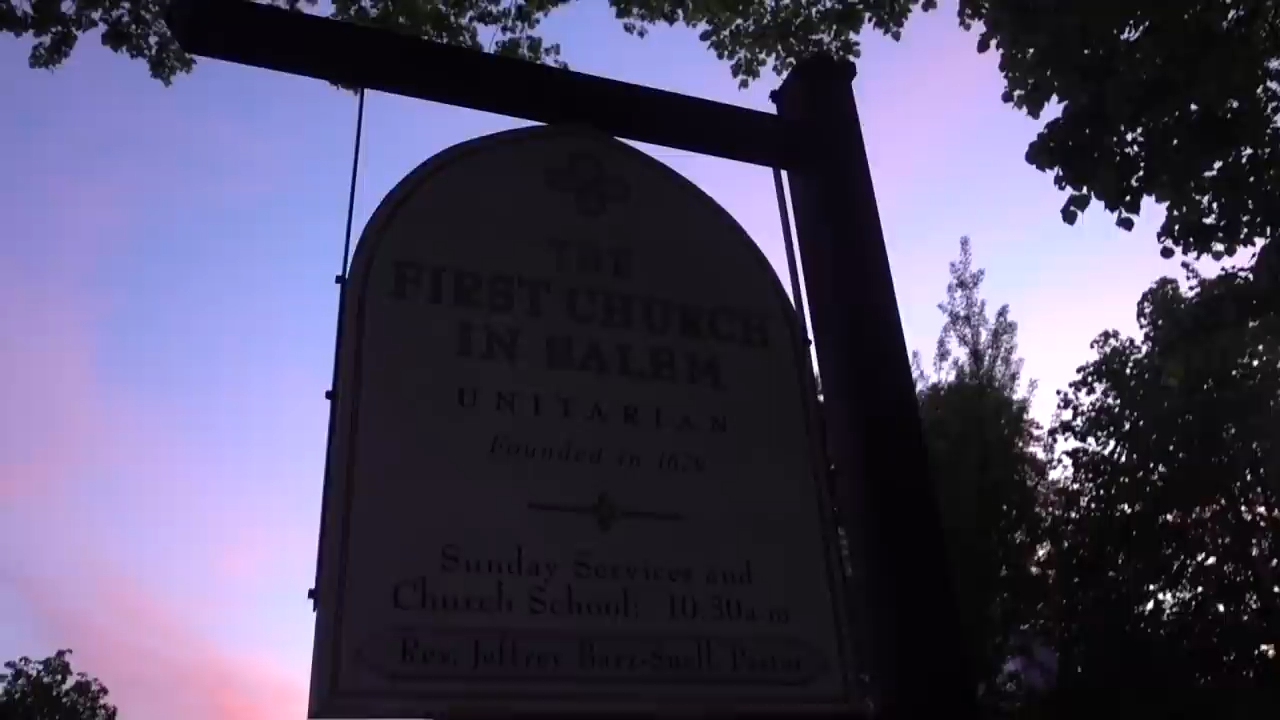 THE
FIRST CHURCH
IN SALEM
UNITARIAN
Founded in
Sunday Services and
Church School: 10:30a.m
Rev. Jeffrey Barz-Snell, Pastor